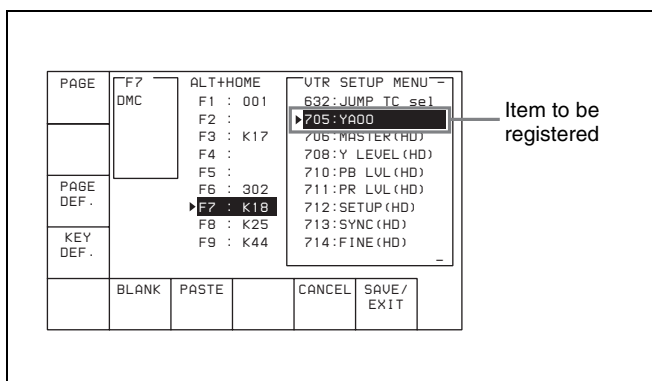 PAGE
F7
DMC
ALT+HOME
F1 : 001
F2 :
F3 : K17
F4 :
F5 :
F6 : 302
F7 : K18
F8 : K25
F9 : K44
VTR SETUP MENU
632:JUMP TC sel
705:YADD
706:MASTER(HD)
708:Y LEVEL(HD)
710:PB LVL(HD)
711:PR LVL(HD)
712:SETUP(HD)
713:SYNC(HD)
714:FINE(HD)
Item to be
registered
PAGE
DEF.
KEY
DEF.
BLANK
PASTE
CANCEL
SAVE/
EXIT